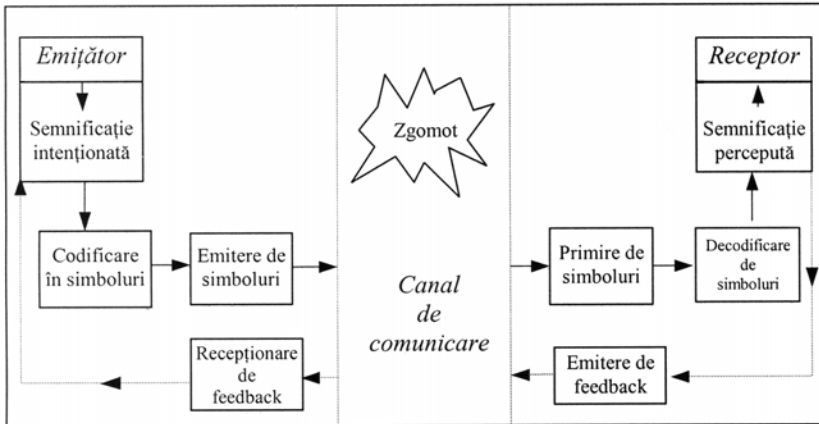 Emițător
Semnificație
intenționată
Codificare
în simboluri
Emitere de
simboluri
Recepționare
de
feedback
Zgomot
Canal
de
comunicare
Receptor
Semnificație
percepută
Primire de
simboluri
Decodificare
de
simboluri
Emitere de
feedback